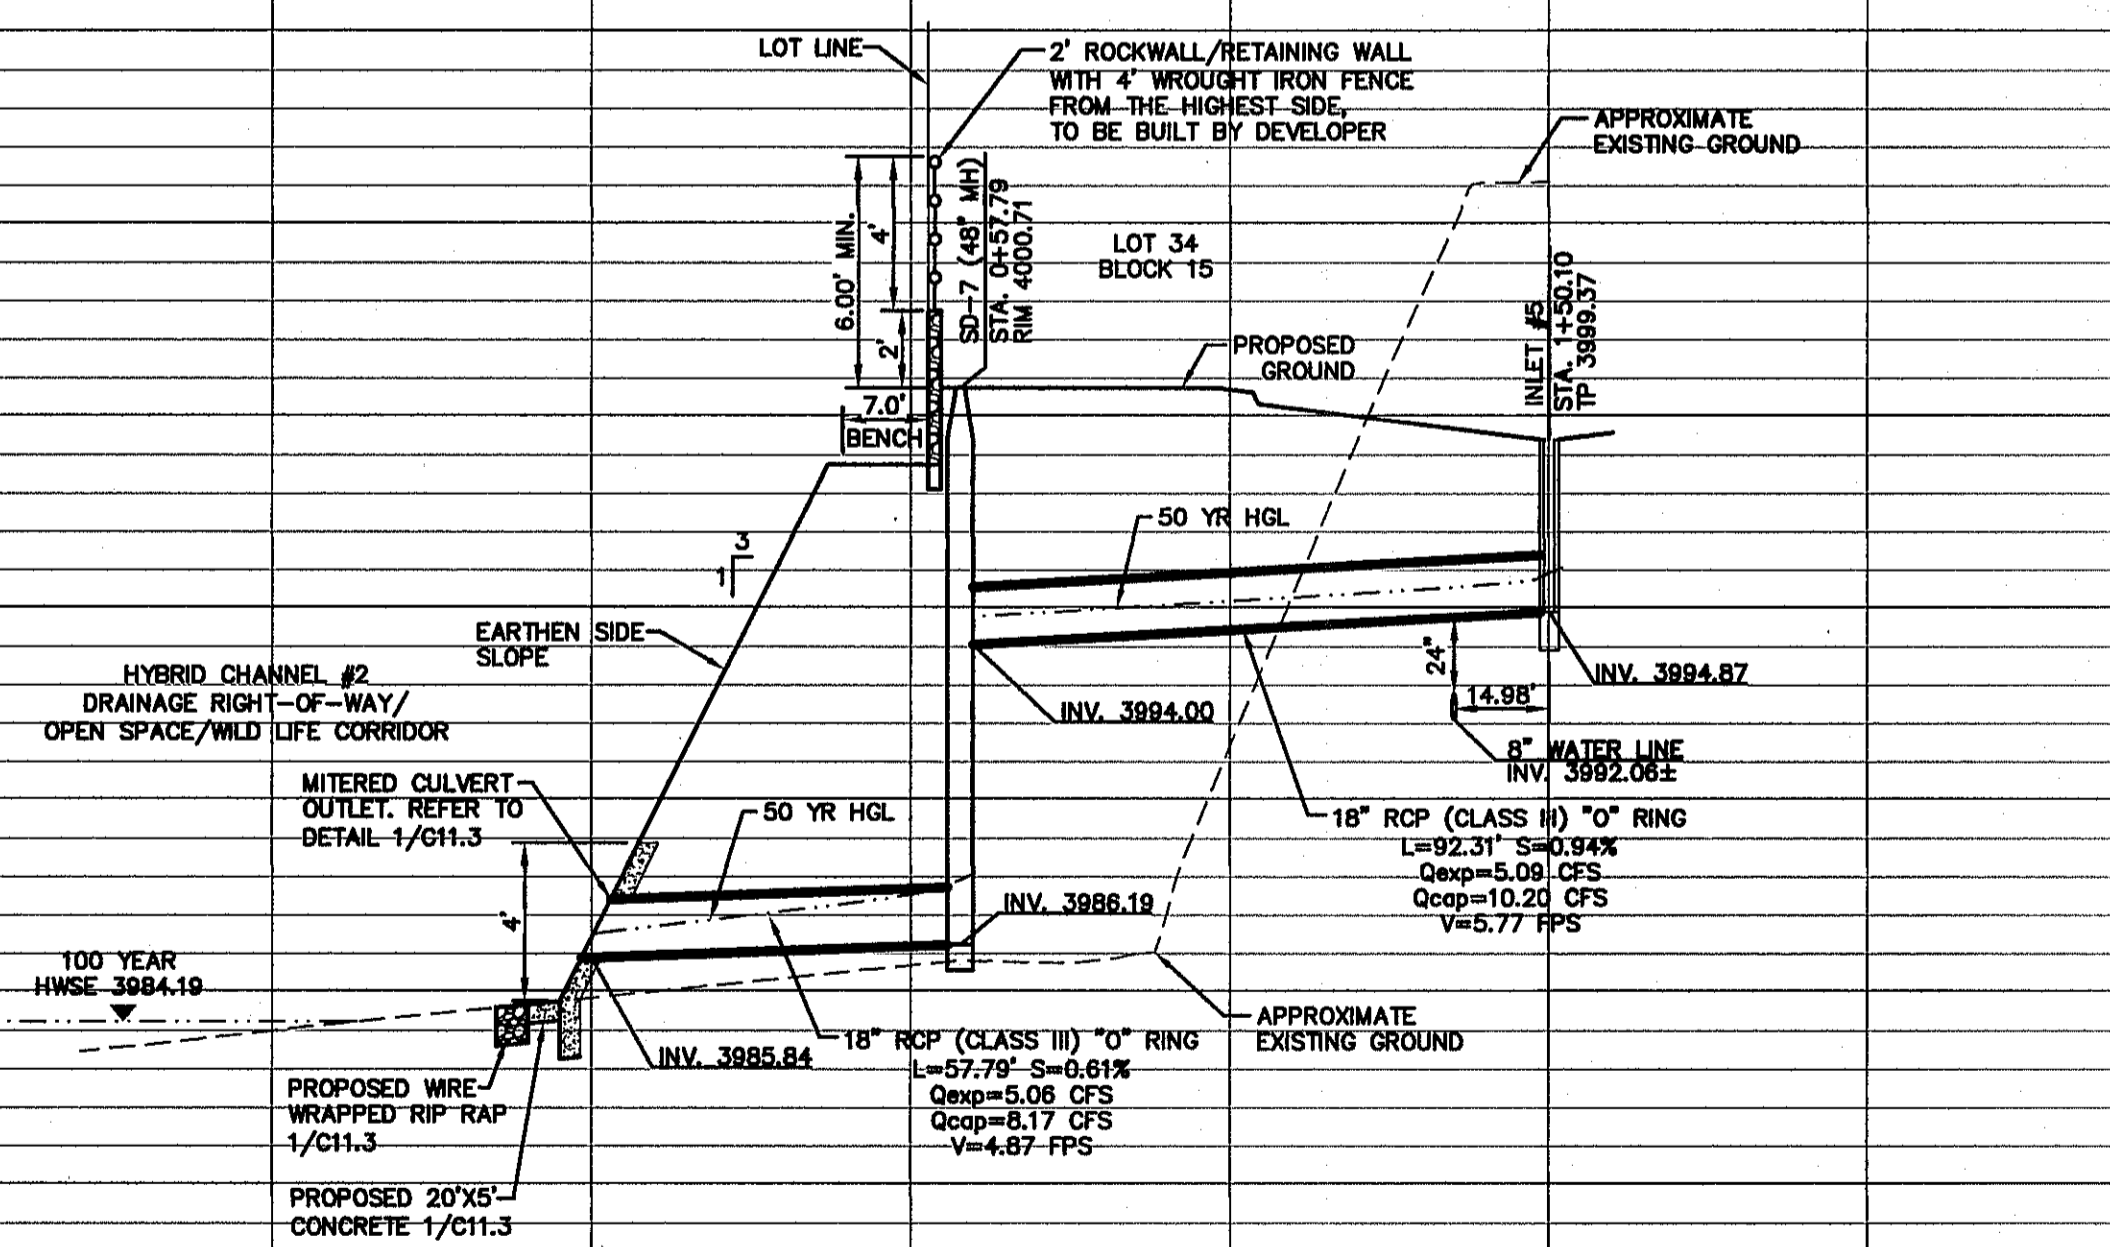 LOT LINE
2' ROCKWALL/RETAINING WALL
WITH 4' WROUGHT IRON FENCE
FROM THE HIGHEST SIDE,
TO BE BUILT BY DEVELOPER
APPROXIMATE
EXISTING GROUND
6.00' MIN.
4'
2'
SD-7 (48" MH)
STA. 0+57.79
RIM 4000.71
LOT 34
BLOCK 15
INLET #5
STA. 1+50.10
TP 3999.37
PROPOSED
GROUND
7.0'
BENCH
50 YR HGL
3
1
EARTHEN SIDE
SLOPE
HYBRID CHANNEL #2
DRAINAGE RIGHT-OF-WAY/
OPEN SPACE/WILD LIFE CORRIDOR
24"
14.98'
INV. 3994.87
INV. 3994.00
8" WATER LINE
INV. 3992.06±
MITERED CULVERT
OUTLET. REFER TO
DETAIL 1/C11.3
50 YR HGL
18" RCP (CLASS III) "O" RING
L=92.31' S=0.94%
Qexp=5.09 CFS
Qcap=10.20 CFS
V=5.77 FPS
4'
INV. 3986.19
100 YEAR
HWSE 3984.19
APPROXIMATE
EXISTING GROUND
INV. 3985.84
18" RCP (CLASS III) "O" RING
L=57.79' S=0.61%
Qexp=5.06 CFS
Qcap=8.17 CFS
V=4.87 FPS
PROPOSED WIRE
WRAPPED RIP RAP
1/C11.3
PROPOSED 20'X5'
CONCRETE 1/C11.3